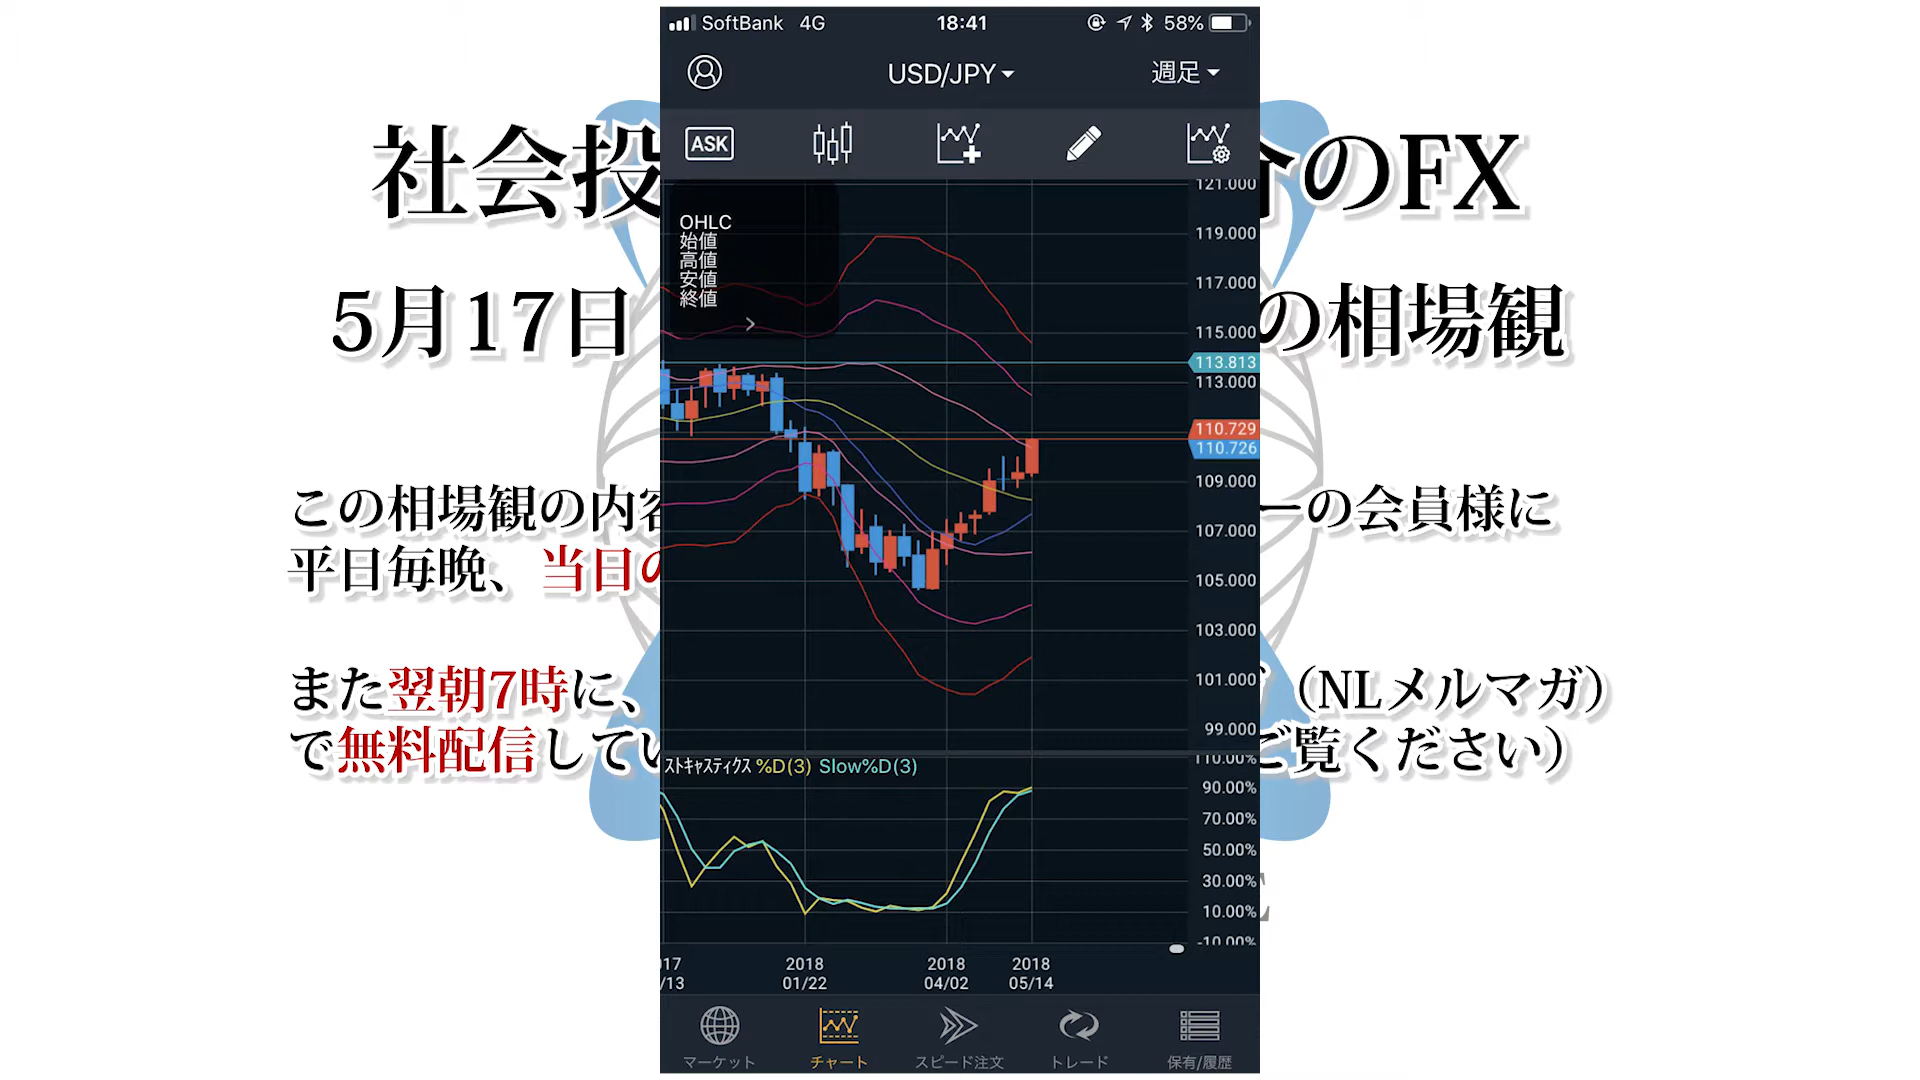 SoftBank 4G 18:41 58%
USD/JPY 週足
ASK
社会投
介のFX
5月17日
の相場観
この相場観の内容
ーの会員様に
平日毎晩、当日の
また翌朝7時に、
(NLメルマガ)
で無料配信してい
ご覧ください)
OHLC
始値
高値
安値
終値
121.000
119.000
117.000
115.000
113.813
113.000
110.729
110.726
109.000
107.000
105.000
103.000
101.000
99.000
ストキャスティクス %D(3) Slow%D(3)
110.00%
90.00%
70.00%
50.00%
30.00%
10.00%
-10.00%
17 2018 2018 2018
/13 01/22 04/02 05/14
マーケット チャート スピード注文 トレード 保有/履歴